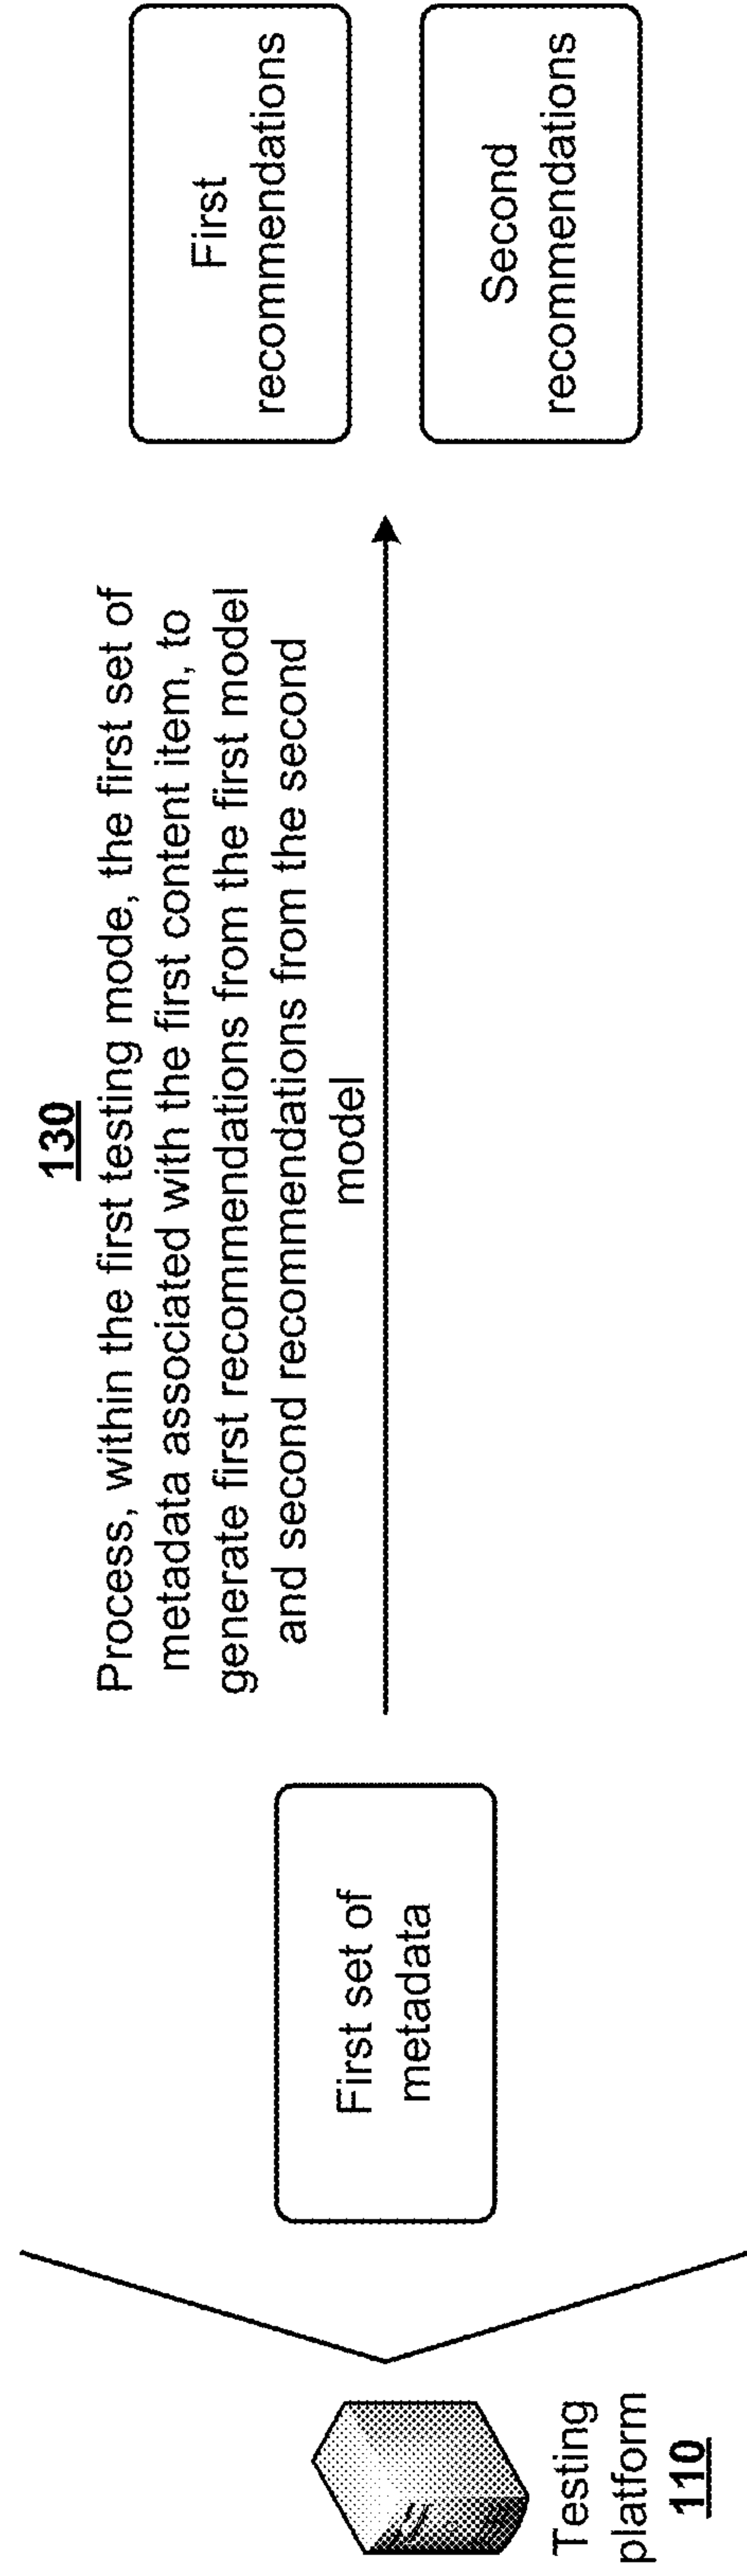 130
Process, within the first testing mode, the first set of
metadata associated with the first content item, to
generate first recommendations from the first model
and second recommendations from the second
model
Testing
platform
110
First set of
metadata
First
recommendations
Second
recommendations